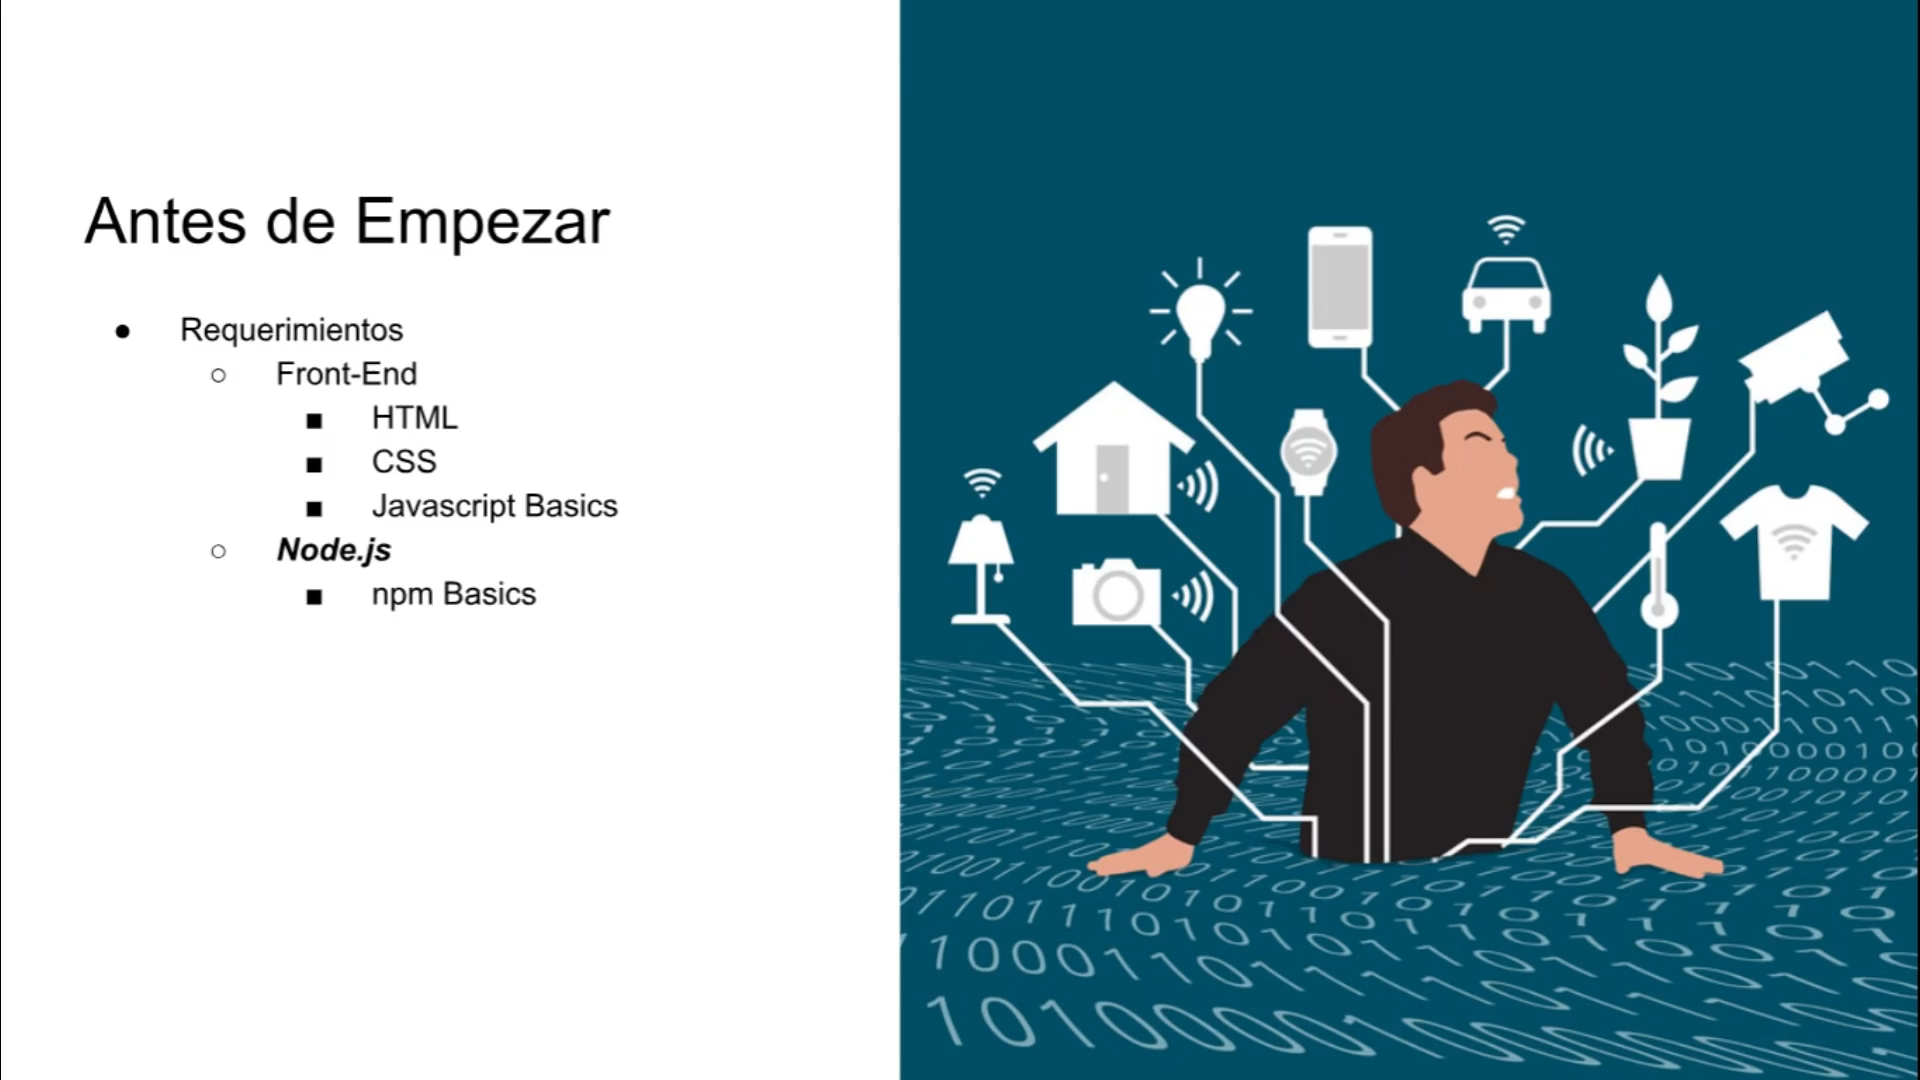 Antes de Empezar
● Requerimientos
○ Front-End
■ HTML
■ CSS
■ Javascript Basics
○ Node.js
■ npm Basics